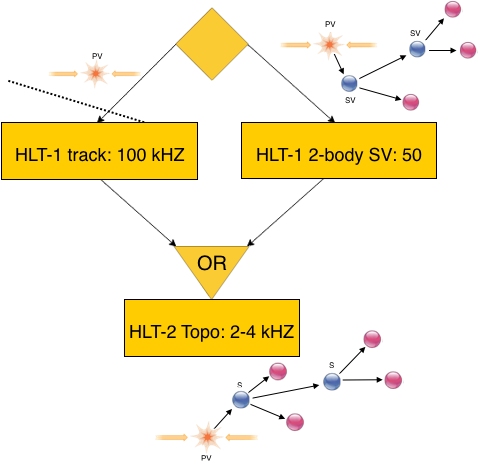 PV
PV
SV
SV
HLT-1 track: 100 kHZ
HLT-1 2-body SV: 50
OR
HLT-2 Topo: 2-4 kHZ
S
S
PV